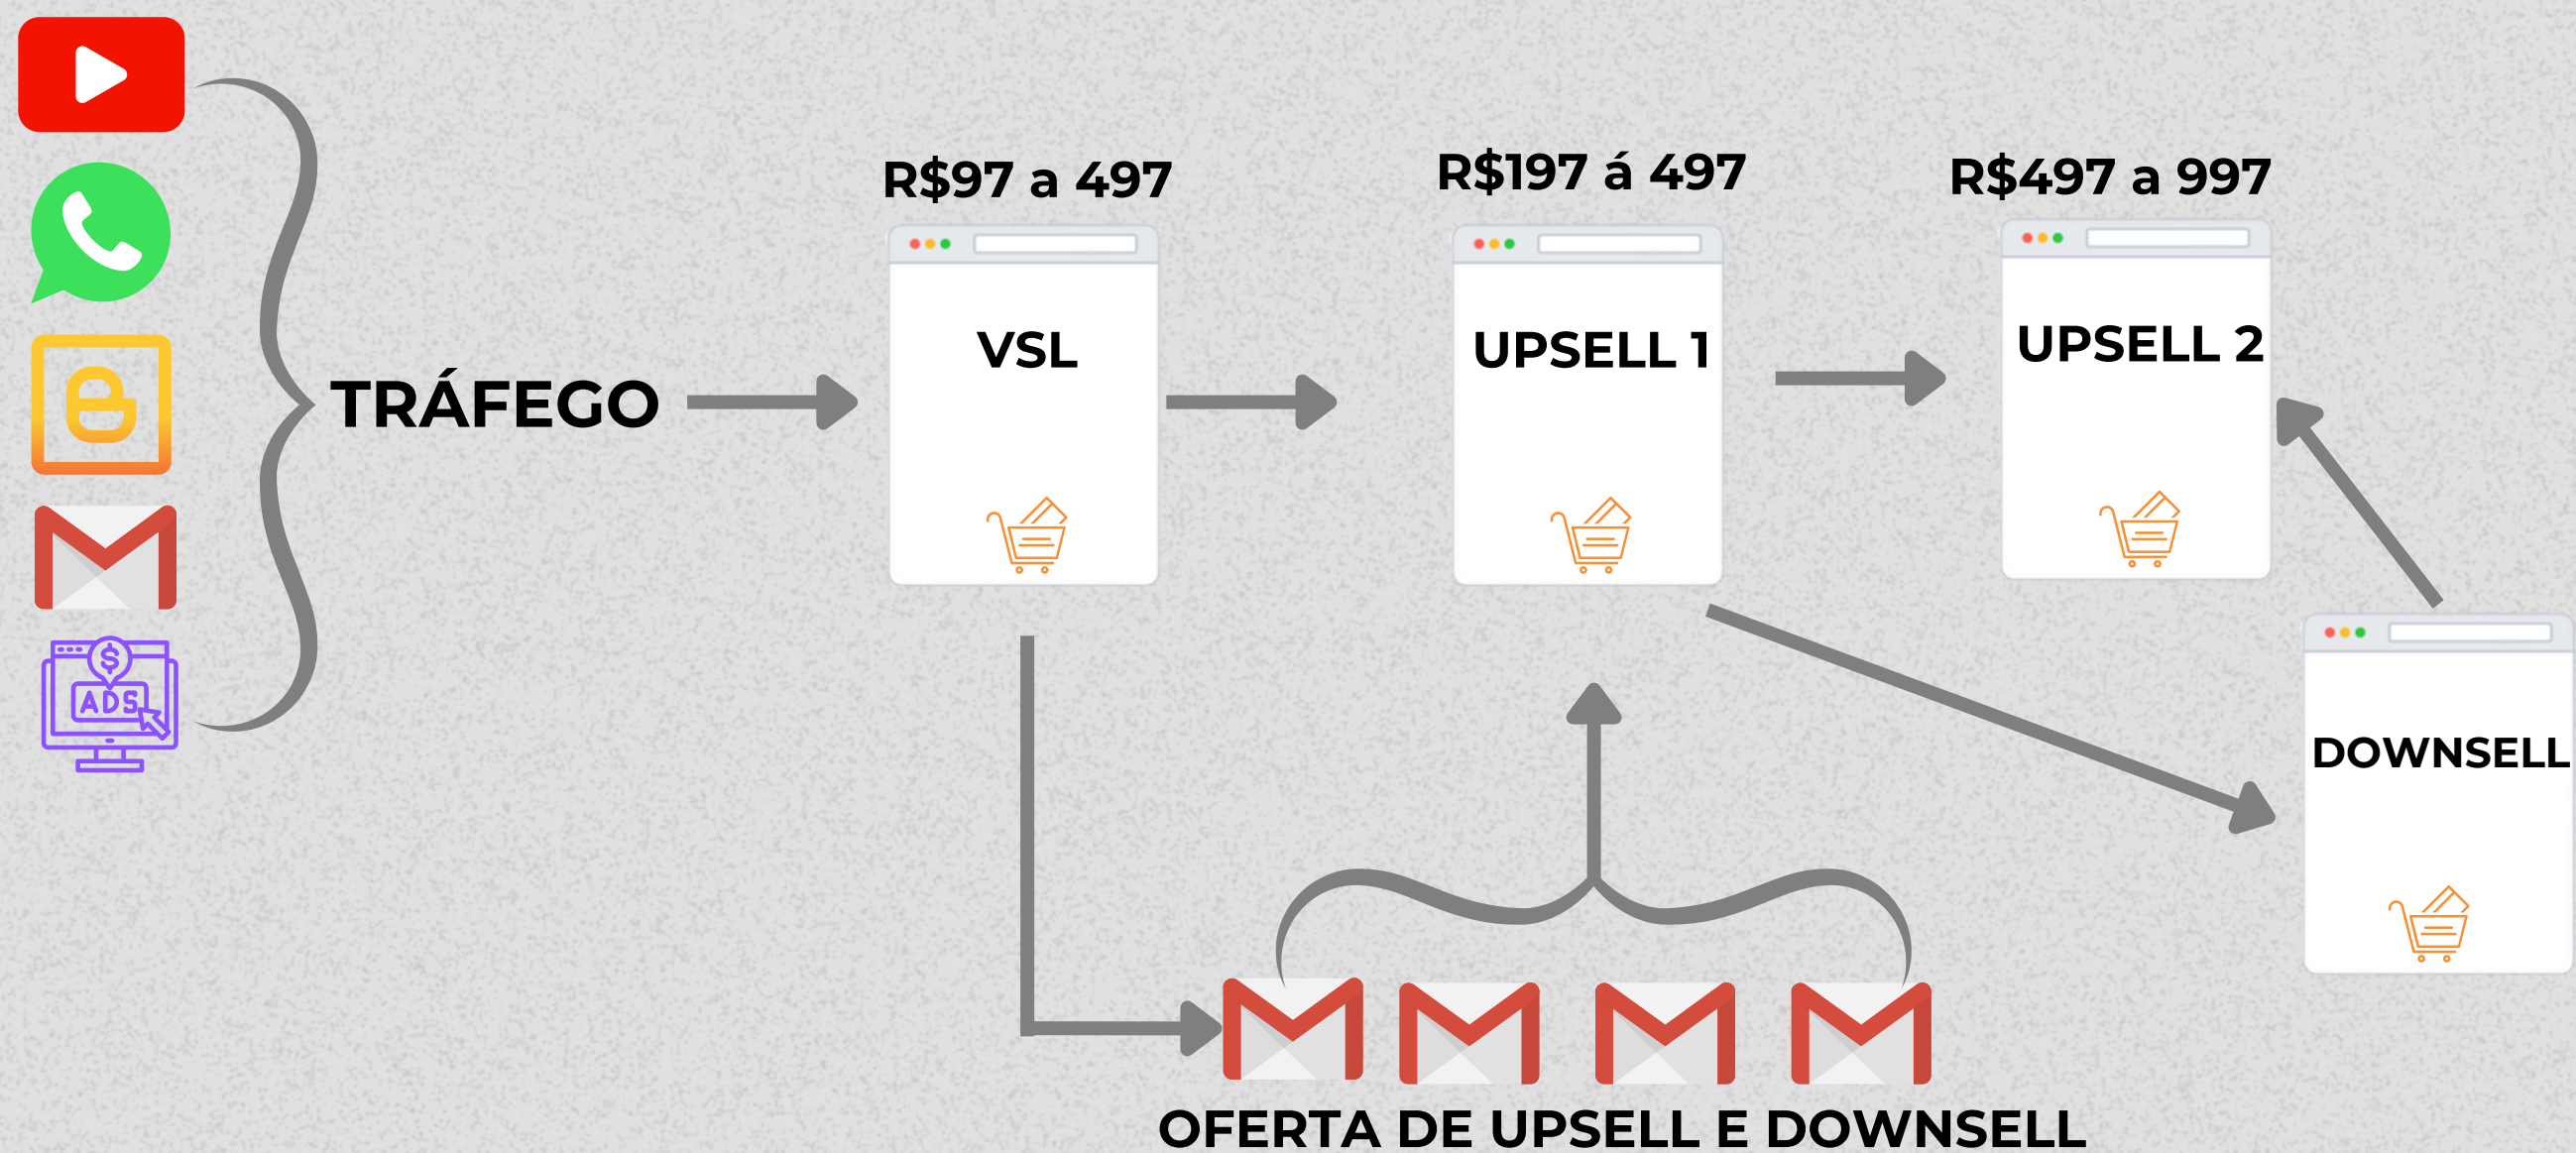 R$97 a 497
R$197 á 497
R$497 a 997
VSL
UPSELL 1
UPSELL 2
TRÁFEGO
$
ADS
DOWNSELL
OFERTA DE UPSELL E DOWNSELL